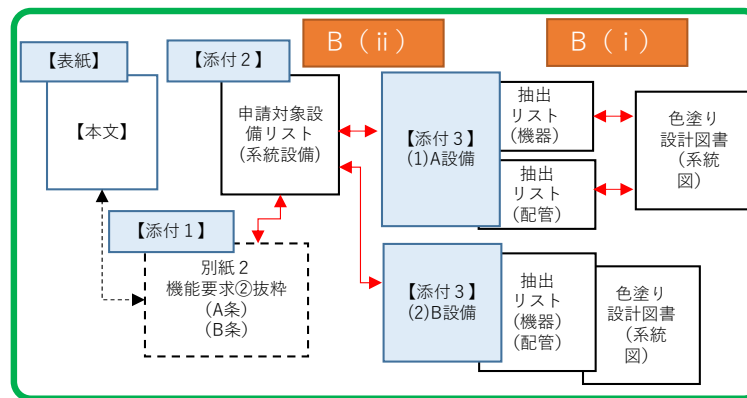 B(ⅱ)
B(ⅰ)
【表紙】
【本文】
【添付２】
申請対象設
備リスト
(系統設備)
【添付１】
別紙２
機能要求②抜粋
(A条)
(B条)
【添付３】
(1)A設備
抽出
リスト
(機器)
抽出
リスト
(配管)
色塗り
設計図書
(系統
図)
【添付３】
(2)B設備
抽出
リスト
(機器)
(配管)
色塗り
設計図書
(系統
図)